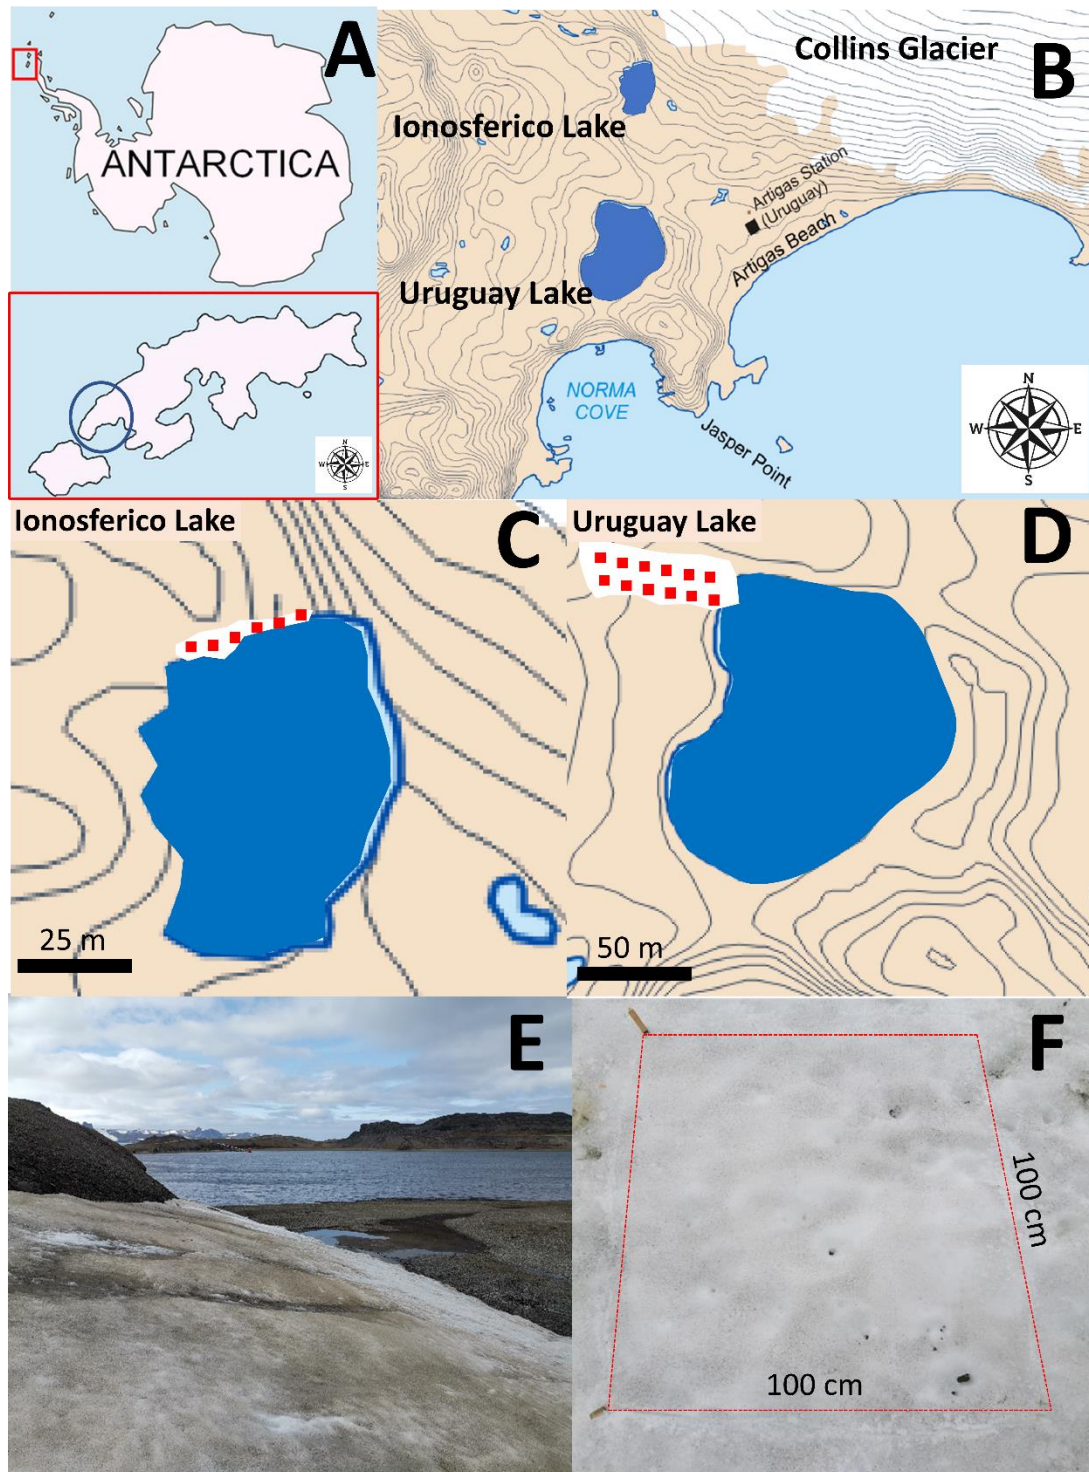 A
ANTARCTICA
N
W
E
S
B
Collins Glacier
Ionosferico Lake
Artigas Station
(Uruguay)
Artigas Beach
Uruguay Lake
NORMA
COVE
Jasper Point
N
W
E
S
Ionosferico Lake
C
25 m
Uruguay Lake
D
50 m
E
F
100 cm
100 cm